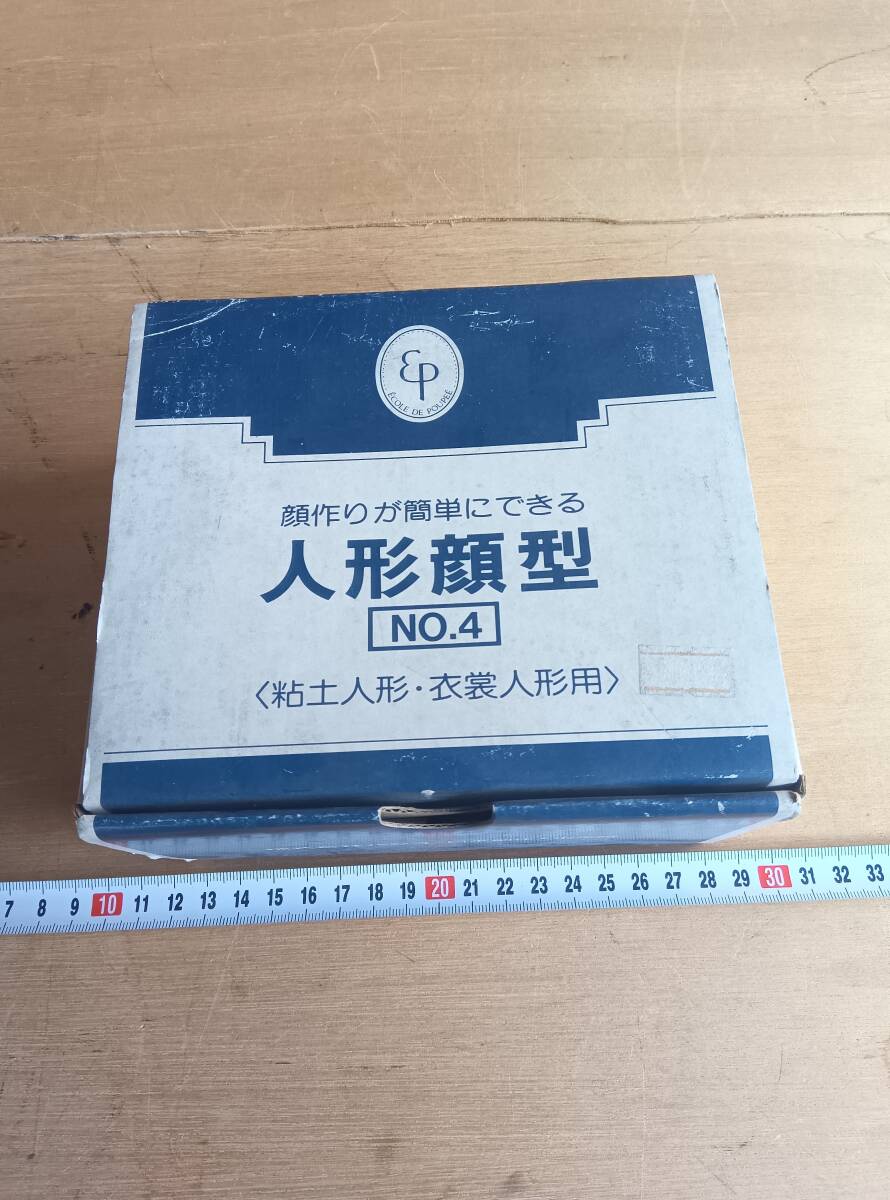 EP
ÉCOLE DE POUPEÉ
顔作りが簡単にできる
人形顔型
NO.4
〈粘土人形・衣裳人形用〉
7 8 9 10 11 12 13 14 15 16 17 18 19 20 21 22 23 24 25 26 27 28 29 30 31 32 33